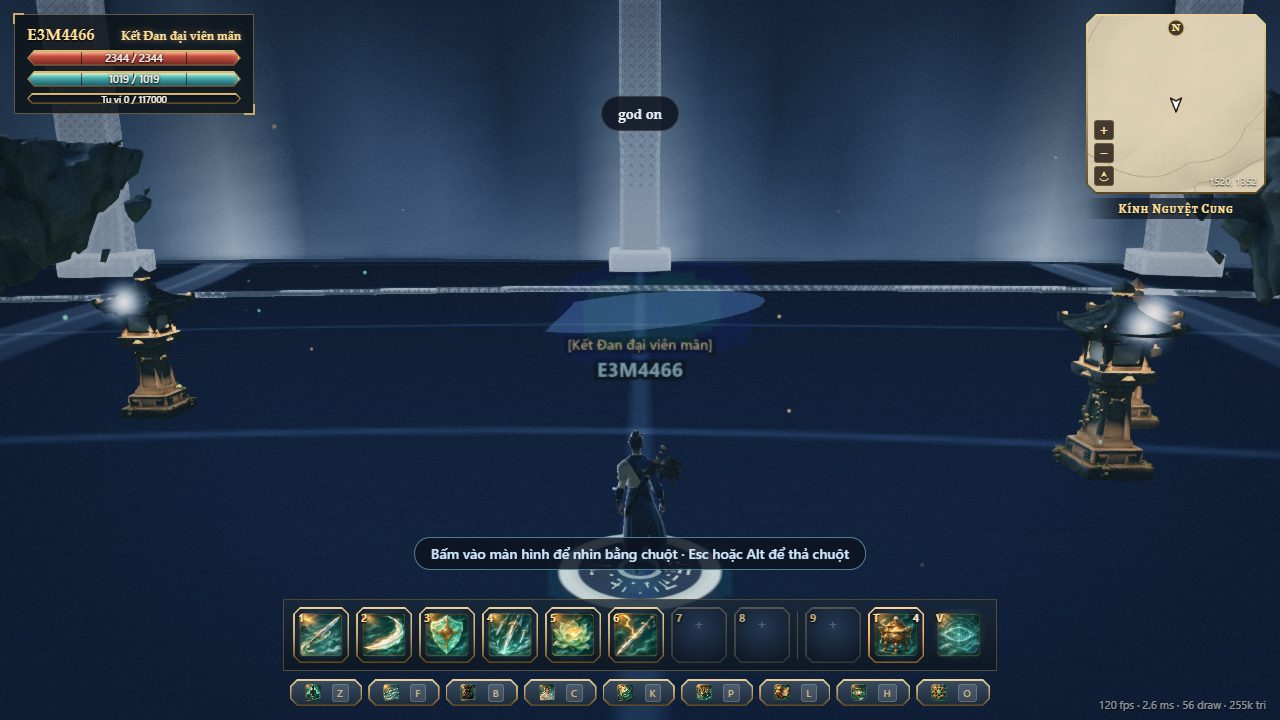 E3M4466 Kết Đan đại viên mãn
2344 / 2344
1019 / 1019
Tu vi 0 / 117000
god on
N
+
−
1520, 1352
Kính Nguyệt Cung
[Kết Đan đại viên mãn]
E3M4466
Bấm vào màn hình để nhìn bằng chuột · Esc hoặc Alt để thả chuột
1 2 3 4 5 6 7 8 9 T 4 V
+ + +
Z F B C K P L H O
120 fps · 2.6 ms · 56 draw · 255k tri